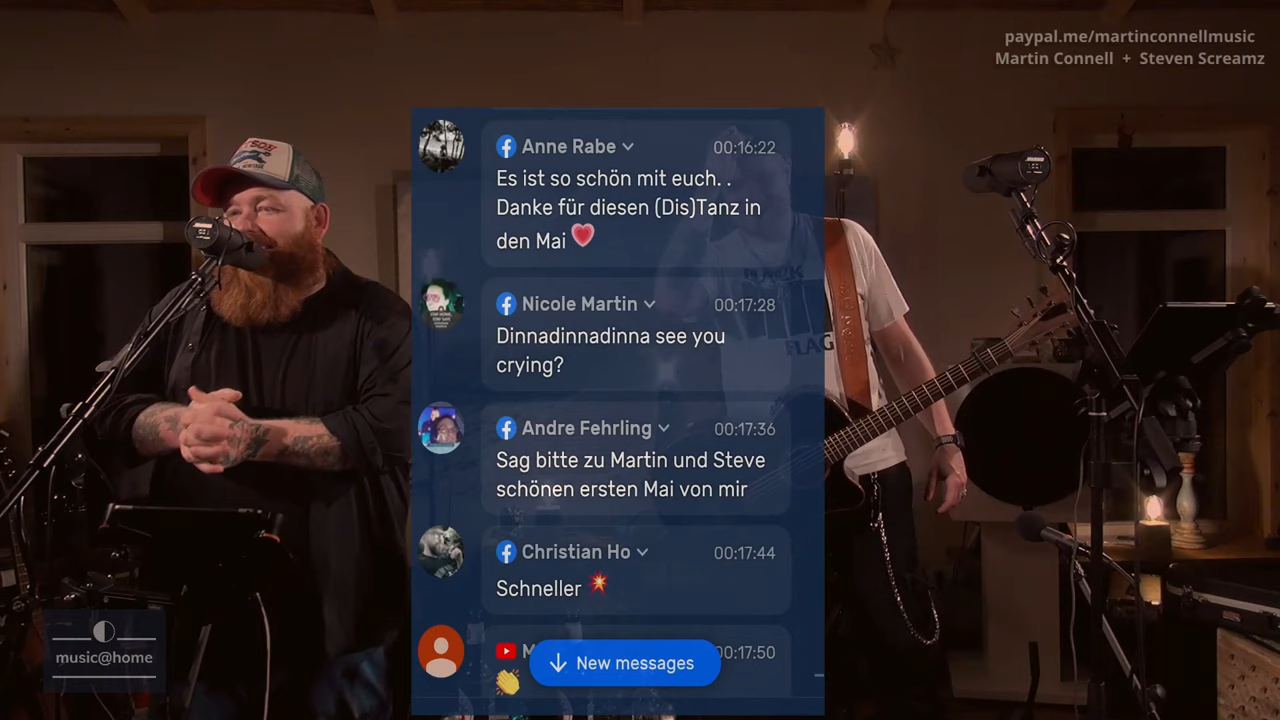 paypal.me/martinconnellmusic
Martin Connell + Steven Screamz
Anne Rabe 00:16:22
Es ist so schön mit euch. .
Danke für diesen (Dis)Tanz in
den Mai
Nicole Martin 00:17:28
Dinnadinnadinna see you
crying?
Andre Fehrling 00:17:36
Sag bitte zu Martin und Steve
schönen ersten Mai von mir
Christian Ho 00:17:44
Schneller
00:17:50
New messages
BLACK
FLAG
music@home